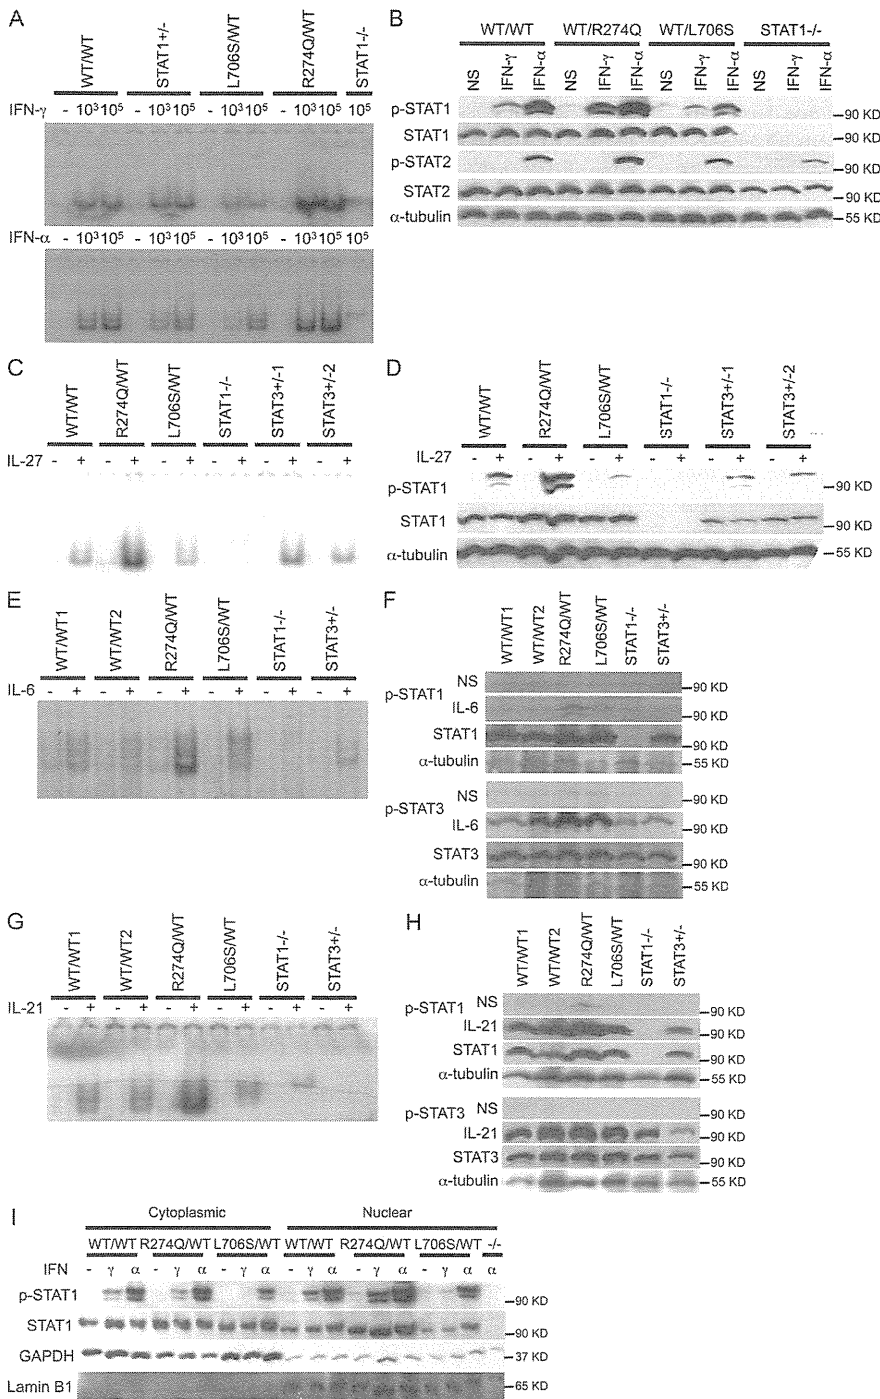 A
WT/WT STAT1+/- L706S/WT R274Q/WT STAT1-/-
IFN-γ - 10³ 10⁵ - 10³ 10⁵ - 10³ 10⁵ - 10³ 10⁵ 10⁵
IFN-α - 10³ 10⁵ - 10³ 10⁵ - 10³ 10⁵ - 10³ 10⁵ 10⁵
B
WT/WT WT/R274Q WT/L706S STAT1-/-
NS IFN-γ IFN-α NS IFN-γ IFN-α NS IFN-γ IFN-α NS IFN-γ IFN-α
p-STAT1 90 KD
STAT1 90 KD
p-STAT2 90 KD
STAT2 90 KD
α-tubulin 55 KD
C
WT/WT R274Q/WT L706S/WT STAT1-/- STAT3+/-1 STAT3+/-2
IL-27 - + - + - + - + - + - +
D
WT/WT R274Q/WT L706S/WT STAT1-/- STAT3+/-1 STAT3+/-2
IL-27 - + - + - + - + - + - +
p-STAT1 90 KD
STAT1 90 KD
α-tubulin 55 KD
E
WT/WT1 WT/WT2 R274Q/WT L706S/WT STAT1-/- STAT3+/-
IL-6 - + - + - + - + - + - +
F
WT/WT1 WT/WT2 R274Q/WT L706S/WT STAT1-/- STAT3+/-
NS 90 KD
p-STAT1
IL-6 90 KD
STAT1 90 KD
α-tubulin 55 KD
NS 90 KD
p-STAT3
IL-6 90 KD
STAT3 90 KD
α-tubulin 55 KD
G
WT/WT1 WT/WT2 R274Q/WT L706S/WT STAT1-/- STAT3+/-
IL-21 - + - + - + - + - + - +
H
WT/WT1 WT/WT2 R274Q/WT L706S/WT STAT1-/- STAT3+/-
p-STAT1 NS 90 KD
IL-21 90 KD
STAT1 90 KD
α-tubulin 55 KD
p-STAT3 NS 90 KD
IL-21 90 KD
STAT3 90 KD
α-tubulin 55 KD
I
Cytoplasmic Nuclear
WT/WT R274Q/WT L706S/WT WT/WT R274Q/WT L706S/WT -/-
IFN - γ α - γ α - γ α - γ α - γ α - γ α α
p-STAT1 90 KD
STAT1 90 KD
GAPDH 37 KD
Lamin B1 65 KD